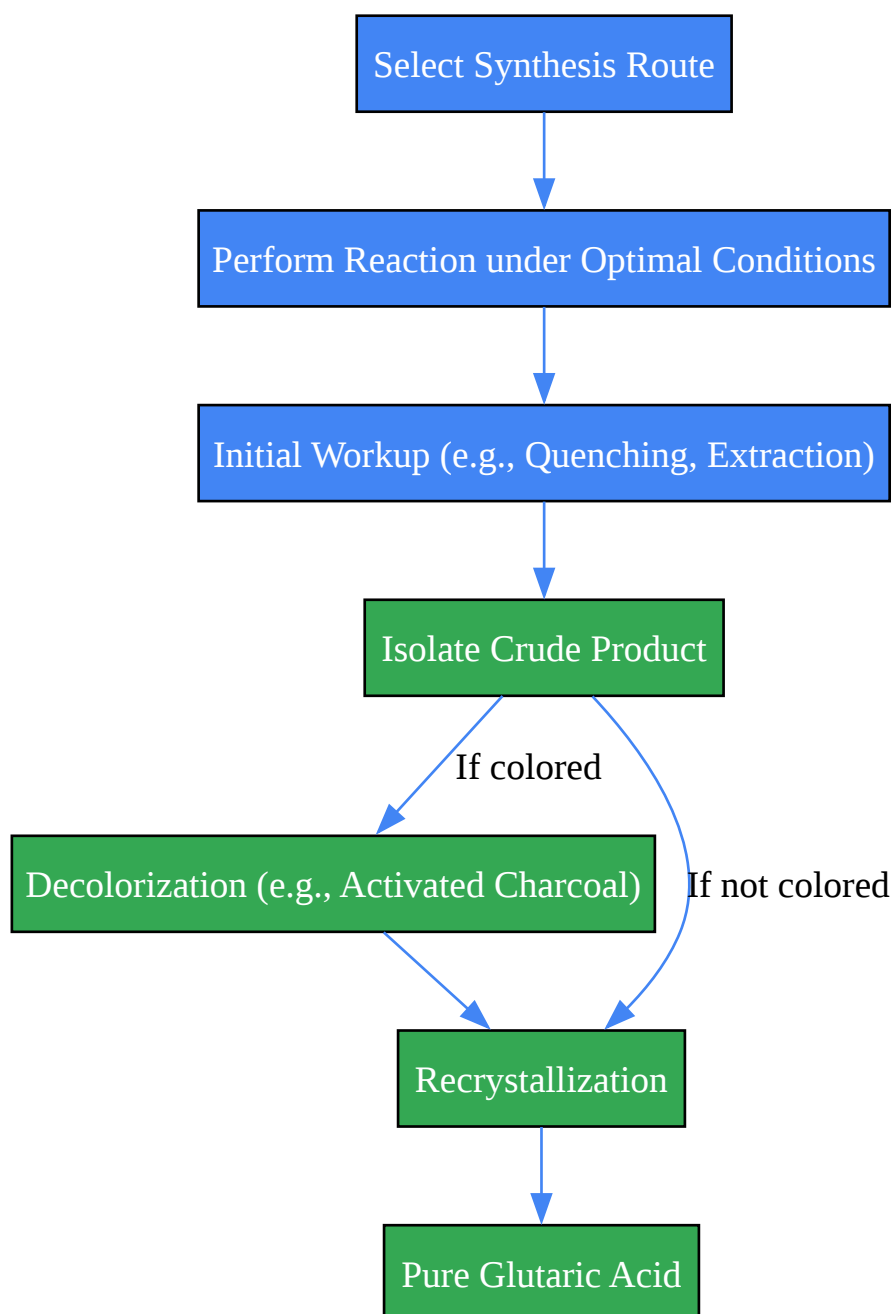 Select Synthesis Route
Perform Reaction under Optimal Conditions
Initial Workup (e.g., Quenching, Extraction)
Isolate Crude Product
If colored
Decolorization (e.g., Activated Charcoal)
If not colored
Recrystallization
Pure Glutaric Acid